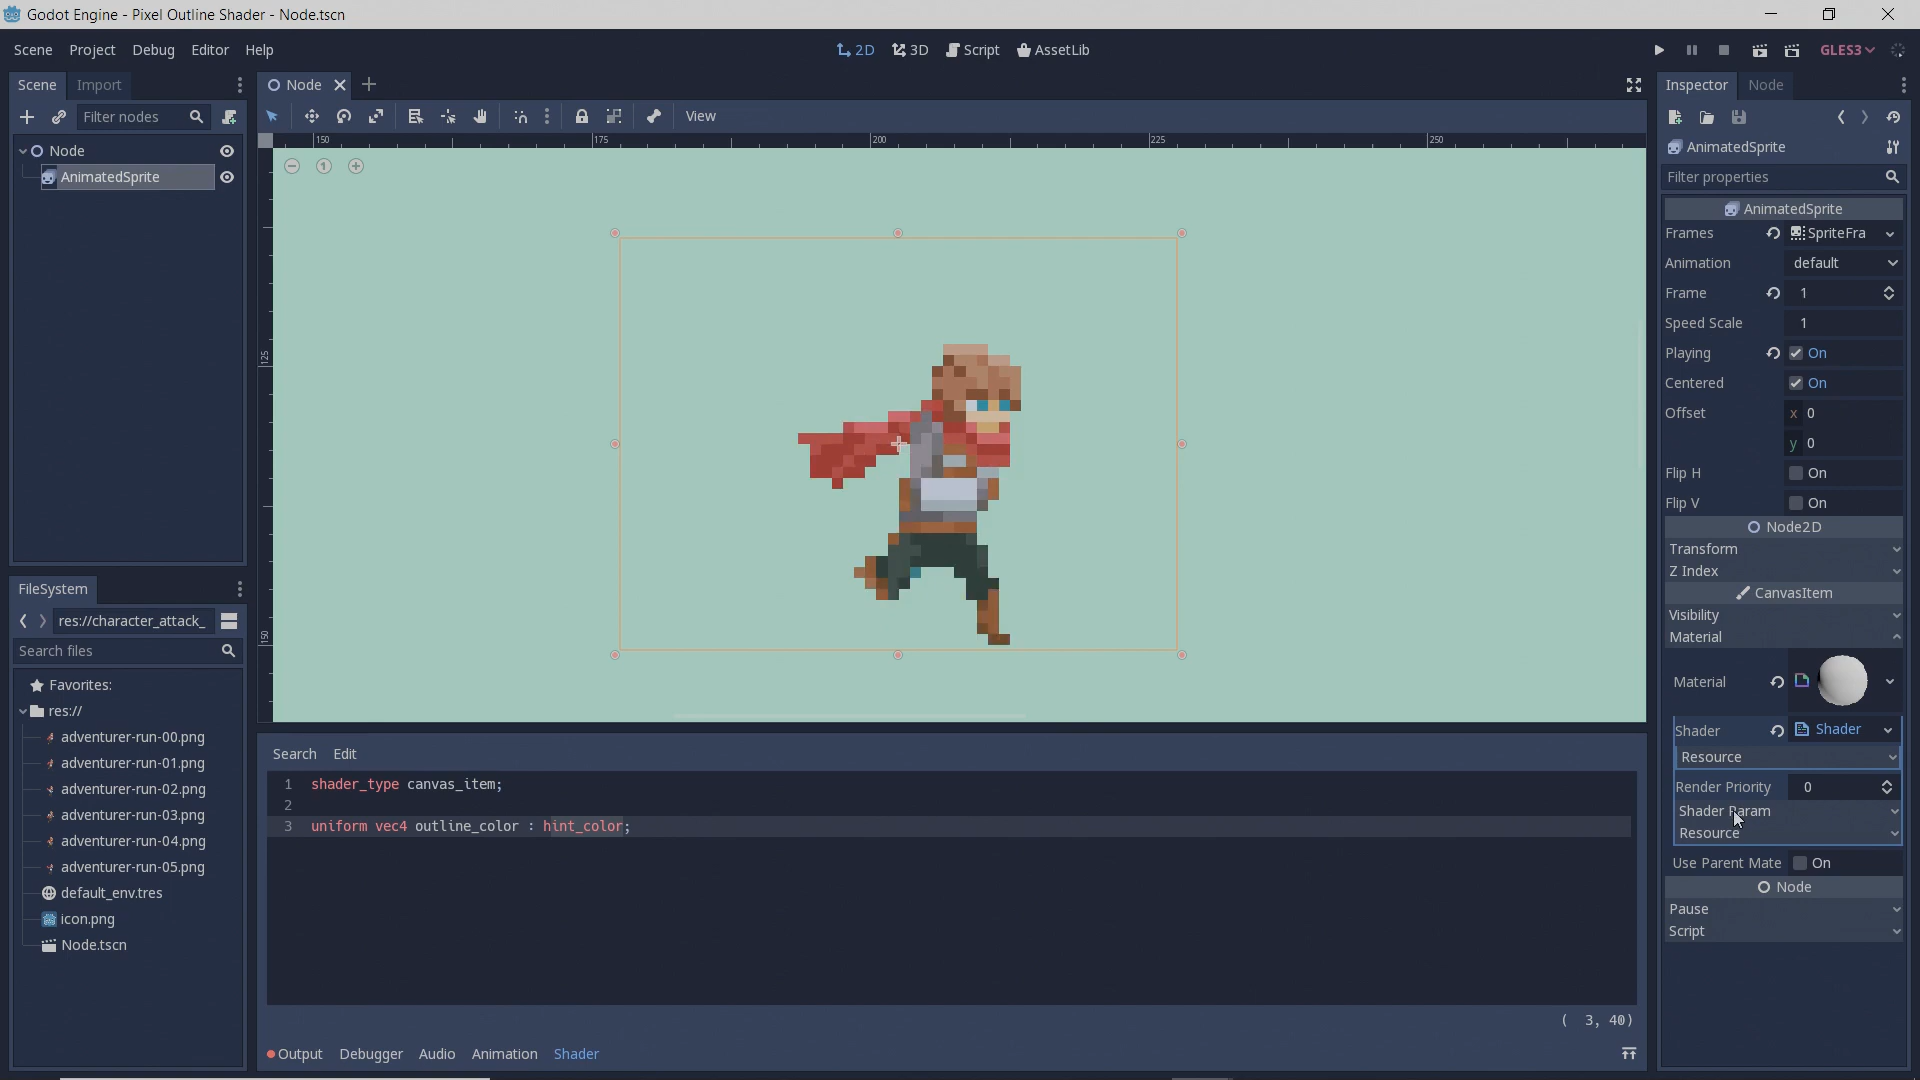 Godot Engine - Pixel Outline Shader - Node.tscn
Scene Project Debug Editor Help
2D 3D Script AssetLib
GLES3
Scene Import
Filter nodes
Node
AnimatedSprite
Node
View
150 175 200 225 250
125
150
FileSystem
res://character_attack_
Search files
Favorites:
res://
adventurer-run-00.png
adventurer-run-01.png
adventurer-run-02.png
adventurer-run-03.png
adventurer-run-04.png
adventurer-run-05.png
default_env.tres
icon.png
Node.tscn
Search Edit
1 shader_type canvas_item;
2
3 uniform vec4 outline_color : hint_color;
( 3, 40)
Output Debugger Audio Animation Shader
Inspector Node
AnimatedSprite
Filter properties
AnimatedSprite
Frames SpriteFra
Animation default
Frame 1
Speed Scale 1
Playing On
Centered On
Offset x 0
y 0
Flip H On
Flip V On
Node2D
Transform
Z Index
CanvasItem
Visibility
Material
Material
Shader Shader
Resource
Render Priority 0
Shader Param
Resource
Use Parent Mate On
Node
Pause
Script